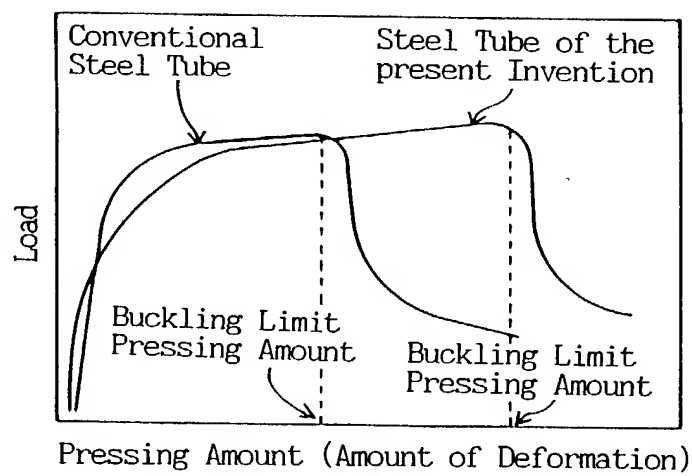 Conventional
Steel Tube
Steel Tube of the
present Invention
Load
Buckling Limit
Pressing Amount
Buckling Limit
Pressing Amount
Pressing Amount (Amount of Deformation)